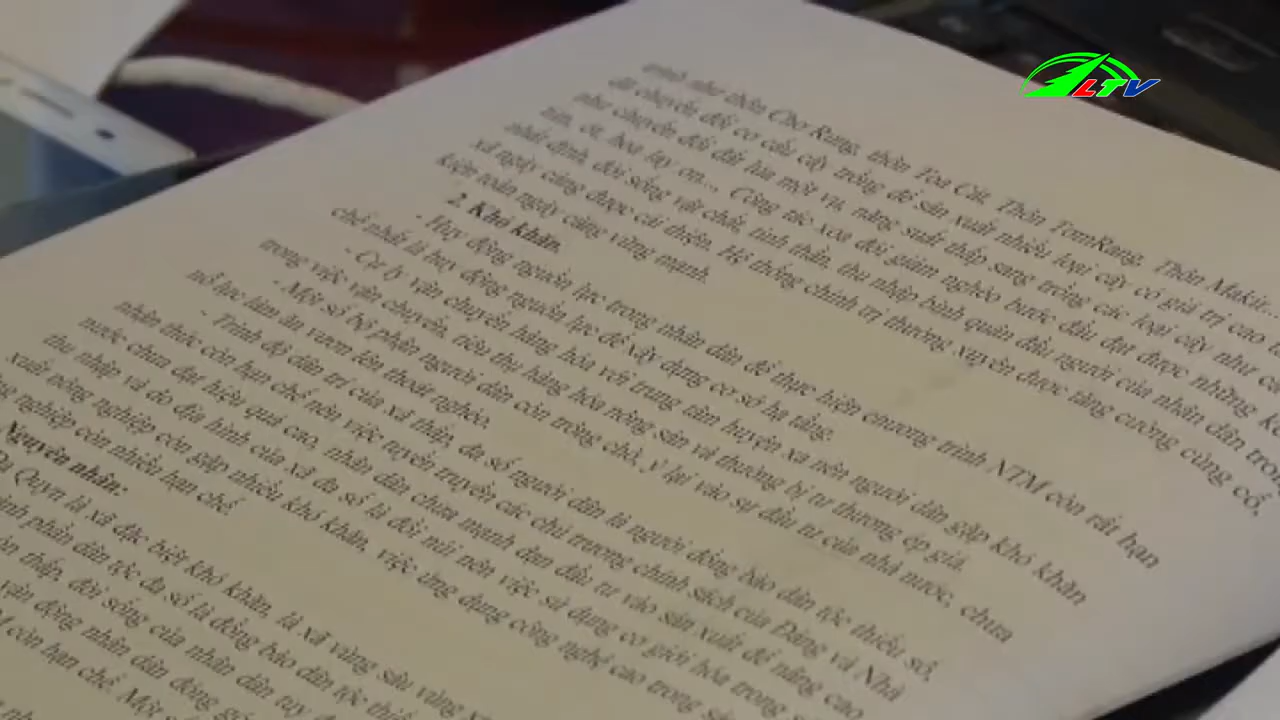 LTV
như thôn Chơ Rung, thôn Toa Cát, Thôn TomRang, Thôn Makir..
đã chuyển đổi cơ cấu cây trồng để sản xuất nhiều loại cây có giá trị cao
như chuyển đổi đất lúa một vụ, năng suất thấp sang trồng các loại cây như
ớt, hoa lay ơn... Công tác xóa đói giảm nghèo bước đầu đạt được những
nhất định, đời sống vật chất, tinh thần, thu nhập bình quân đầu người của nhân dân
xã ngày càng được cải thiện. Hệ thống chính trị thường xuyên được tăng cường củng cố,
kiện toàn ngày càng vững mạnh.
2. Khó khăn.
- Huy động nguồn lực trong nhân dân để thực hiện chương trình NTM còn rất hạn
chế nhất là huy động nguồn lực để xây dựng cơ sở hạ tầng.
- Cự ly vận chuyển hàng hóa với trung tâm huyện xa nên người dân gặp khó khăn
trong việc vận chuyển, tiêu thụ hàng hóa nông sản và thường bị tư thương ép giá.
- Một số bộ phận người dân còn trông chờ, ỷ lại vào sự đầu tư của nhà nước, chưa
nỗ lực làm ăn vươn lên thoát nghèo.
- Trình độ dân trí của xã thấp, đa số người dân là người đồng bào dân tộc thiểu số,
nhận thức còn hạn chế nên việc tuyên truyền các chủ trương chính sách của Đảng và Nhà
nước chưa đạt hiệu quả cao, nhân dân chưa mạnh dạn đầu tư vào sản xuất để nâng cao
thu nhập và do địa hình của xã đa số là đồi núi nên việc sử dụng cơ giới hóa trong
xuất nông nghiệp còn gặp nhiều khó khăn, việc ứng dụng công nghệ cao trong
nghiệp còn nhiều hạn chế.
Nguyên nhân:
Đạ Quyn là xã đặc biệt khó khăn, là xã vùng sâu vùng
phần dân tộc đa số là đồng bào dân tộc
thấp, đời sống của nhân dân tuy
vận động nhân dân đóng
còn hạn chế. Một